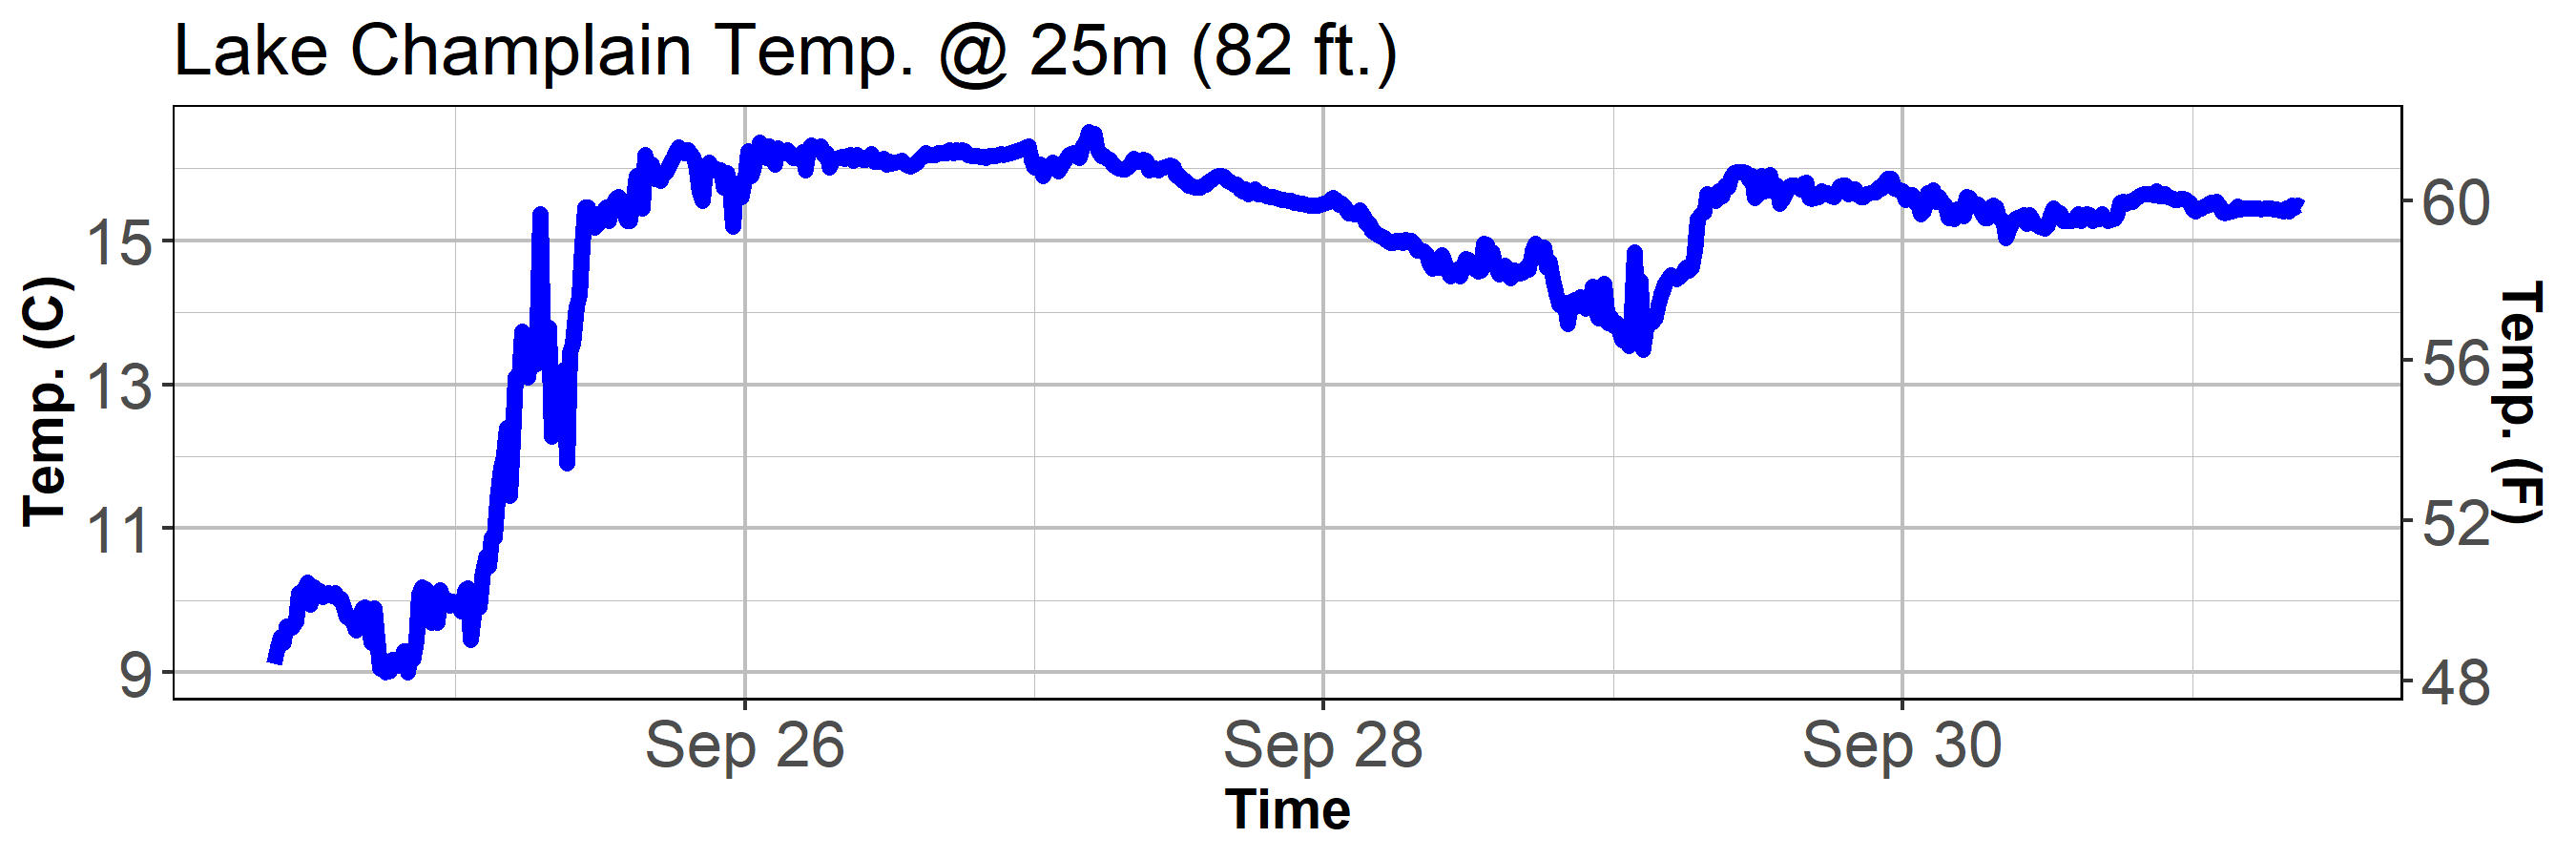 Lake Champlain Temp. @ 25m (82 ft.)
Temp. (C)
15
13
11
9
60
56
52
48
Temp. (F)
Sep 26
Sep 28
Sep 30
Time